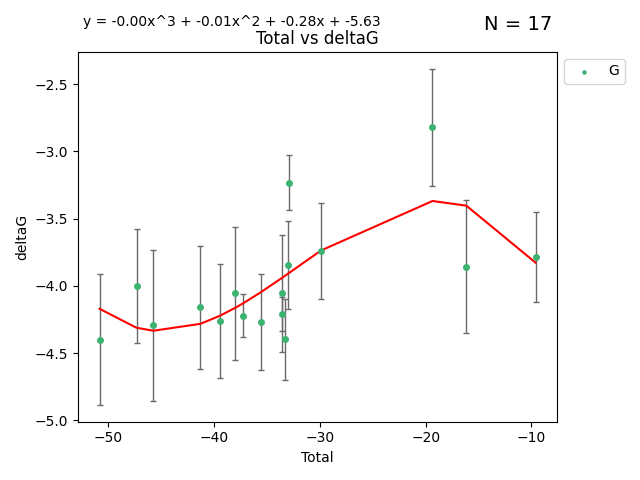 y = -0.00x^3 + -0.01x^2 + -0.28x + -5.63
N = 17
Total vs deltaG
G
deltaG
−2.5
−3.0
−3.5
−4.0
−4.5
−5.0
−50
−40
−30
−20
−10
Total